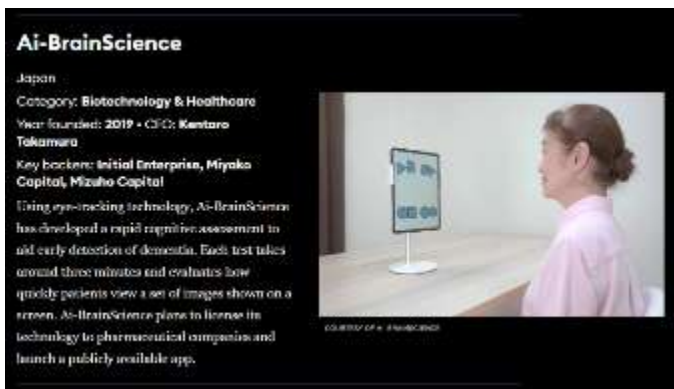 Ai-BrainScience
Japan
Category: Biotechnology & Healthcare
Year founded: 2019 • CEO: Kentaro
Takamura
Key backers: Initial Enterprise, Miyako
Capital, Mizuho Capital
Using eye-tracking technology, Ai-BrainScience
has developed a rapid cognitive assessment to
aid early detection of dementia. Each test takes
around three minutes and evaluates how
quickly patients view a set of images shown on a
screen. Ai-BrainScience plans to license its
technology to pharmaceutical companies and
launch a publicly available app.
COURTESY OF AI-BRAINSCIENCE